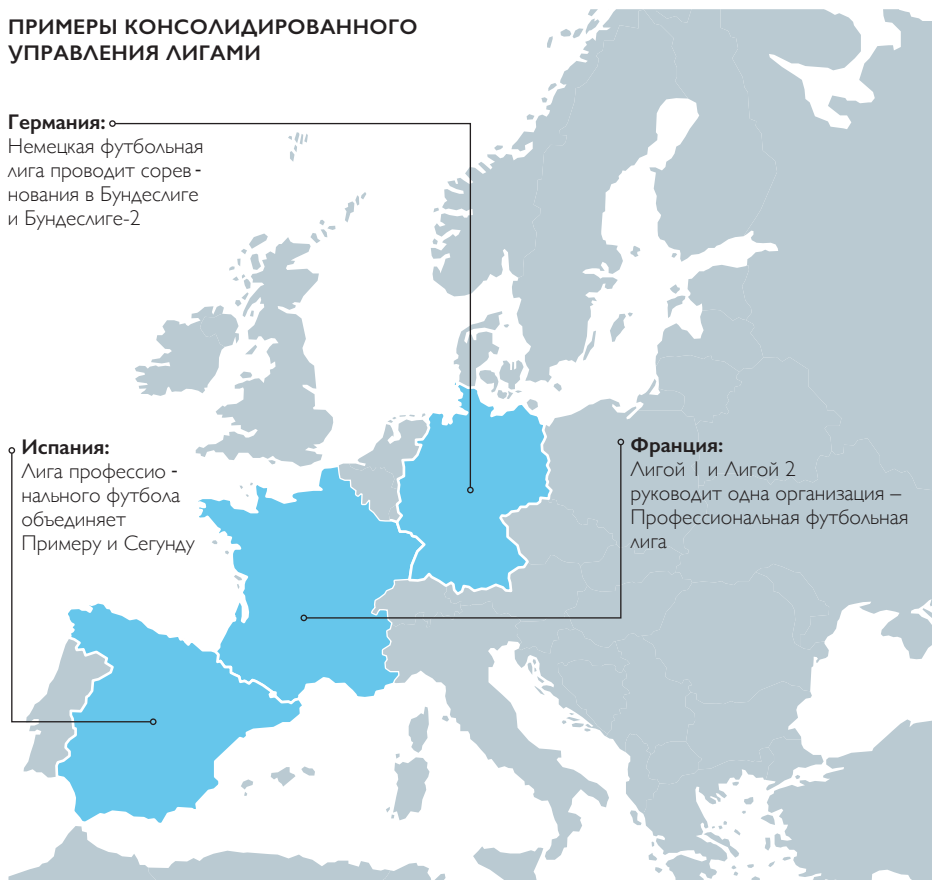 ПРИМЕРЫ КОНСОЛИДИРОВАННОГО
УПРАВЛЕНИЯ ЛИГАМИ
Германия:
Немецкая футбольная
лига проводит сорев-
нования в Бундеслиге
и Бундеслиге-2
Испания:
Лига профессио-
нального футбола
объединяет
Примеру и Сегунду
Франция:
Лигой 1 и Лигой 2
руководит одна организация –
Профессиональная футбольная
лига